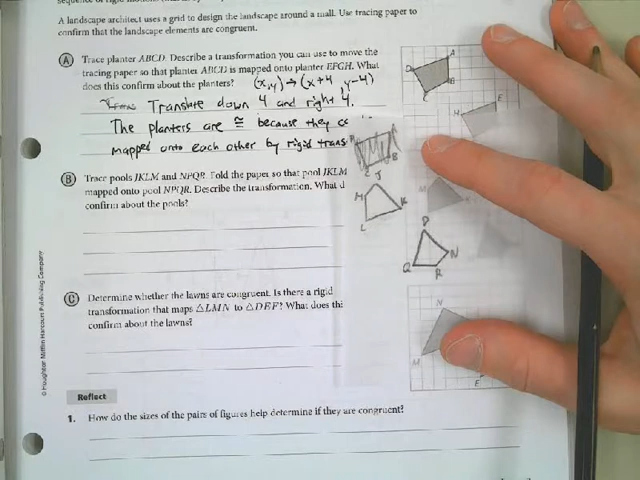 A landscape architect uses a grid to design the landscape around a mall. Use tracing paper to
confirm that the landscape elements are congruent.
A Trace planter ABCD. Describe a transformation you can use to move the
tracing paper so that planter ABCD is mapped onto planter EFGH. What
does this confirm about the planters? (x,y) → (x+4, y-4)
Translate down 4 and right 4.
The planters are ≅ because they
mapped onto each other by rigid trans
B Trace pools JKLM and NPQR. Fold the paper so that pool JKLM
mapped onto pool NPQR. Describe the transformation. What d
confirm about the pools?
C Determine whether the lawns are congruent. Is there a rigid
transformation that maps △LMN to △DEF? What does thi
confirm about the lawns?
Reflect
1. How do the sizes of the pairs of figures help determine if they are congruent?
© Houghton Mifflin Harcourt Publishing Company
D A
B
C
H E
B
J
M K
L
P
N
Q R
N
M
E